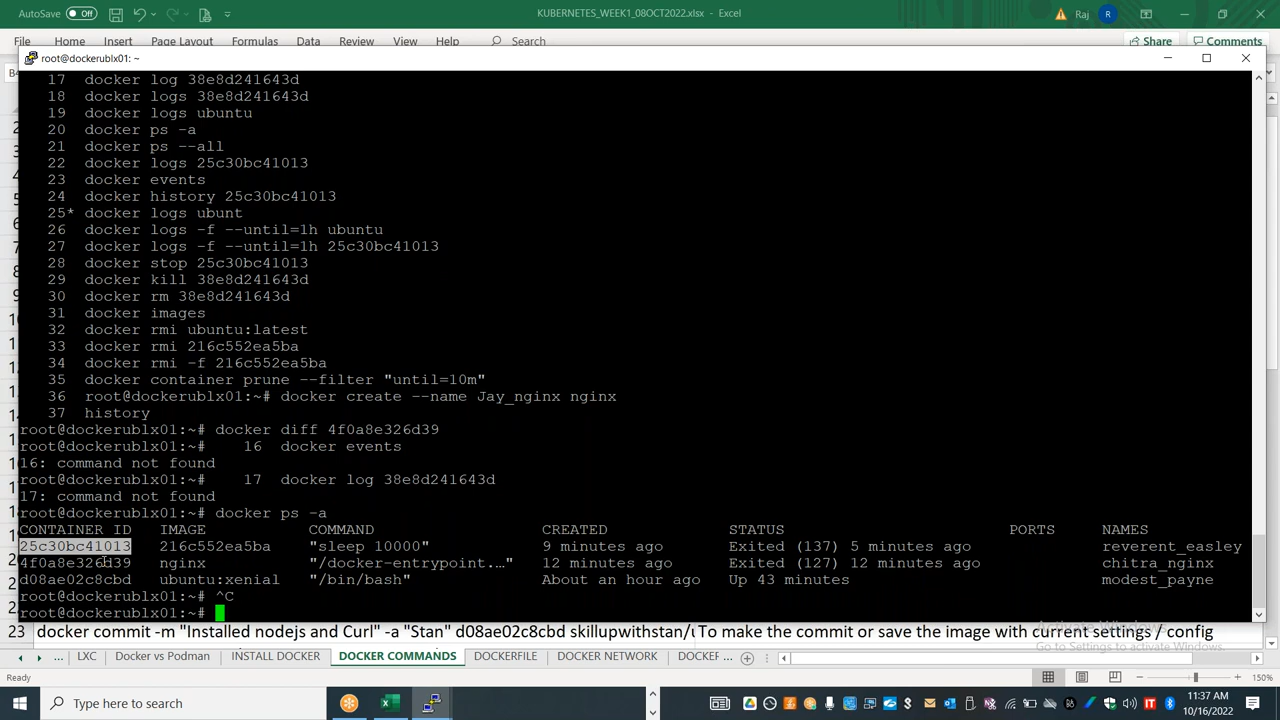 AutoSave Off
KUBERNETES_WEEK1_08OCT2022.xlsx - Excel
Raj R
File Home Insert Page Layout Formulas Data Review View Help Search Share Comments
root@dockerublx01: ~
17 docker log 38e8d241643d
18 docker logs 38e8d241643d
19 docker logs ubuntu
20 docker ps -a
21 docker ps --all
22 docker logs 25c30bc41013
23 docker events
24 docker history 25c30bc41013
25* docker logs ubunt
26 docker logs -f --until=1h ubuntu
27 docker logs -f --until=1h 25c30bc41013
28 docker stop 25c30bc41013
29 docker kill 38e8d241643d
30 docker rm 38e8d241643d
31 docker images
32 docker rmi ubuntu:latest
33 docker rmi 216c552ea5ba
34 docker rmi -f 216c552ea5ba
35 docker container prune --filter "until=10m"
36 root@dockerublx01:~# docker create --name Jay_nginx nginx
37 history
root@dockerublx01:~# docker diff 4f0a8e326d39
root@dockerublx01:~# 16 docker events
16: command not found
root@dockerublx01:~# 17 docker log 38e8d241643d
17: command not found
root@dockerublx01:~# docker ps -a
CONTAINER ID IMAGE COMMAND CREATED STATUS PORTS NAMES
25c30bc41013 216c552ea5ba "sleep 10000" 9 minutes ago Exited (137) 5 minutes ago reverent_easley
4f0a8e326d39 nginx "/docker-entrypoint.…" 12 minutes ago Exited (127) 12 minutes ago chitra_nginx
d08ae02c8cbd ubuntu:xenial "/bin/bash" About an hour ago Up 43 minutes modest_payne
root@dockerublx01:~# ^C
root@dockerublx01:~#
23 docker commit -m "Installed nodejs and Curl" -a "Stan" d08ae02c8cbd skillupwithstan/u To make the commit or save the image with current settings / config
Activate Windows
Go to Settings to activate Windows.
... LXC Docker vs Podman INSTALL DOCKER DOCKER COMMANDS DOCKERFILE DOCKER NETWORK DOCKER ...
150%
Type here to search
11:37 AM
10/16/2022